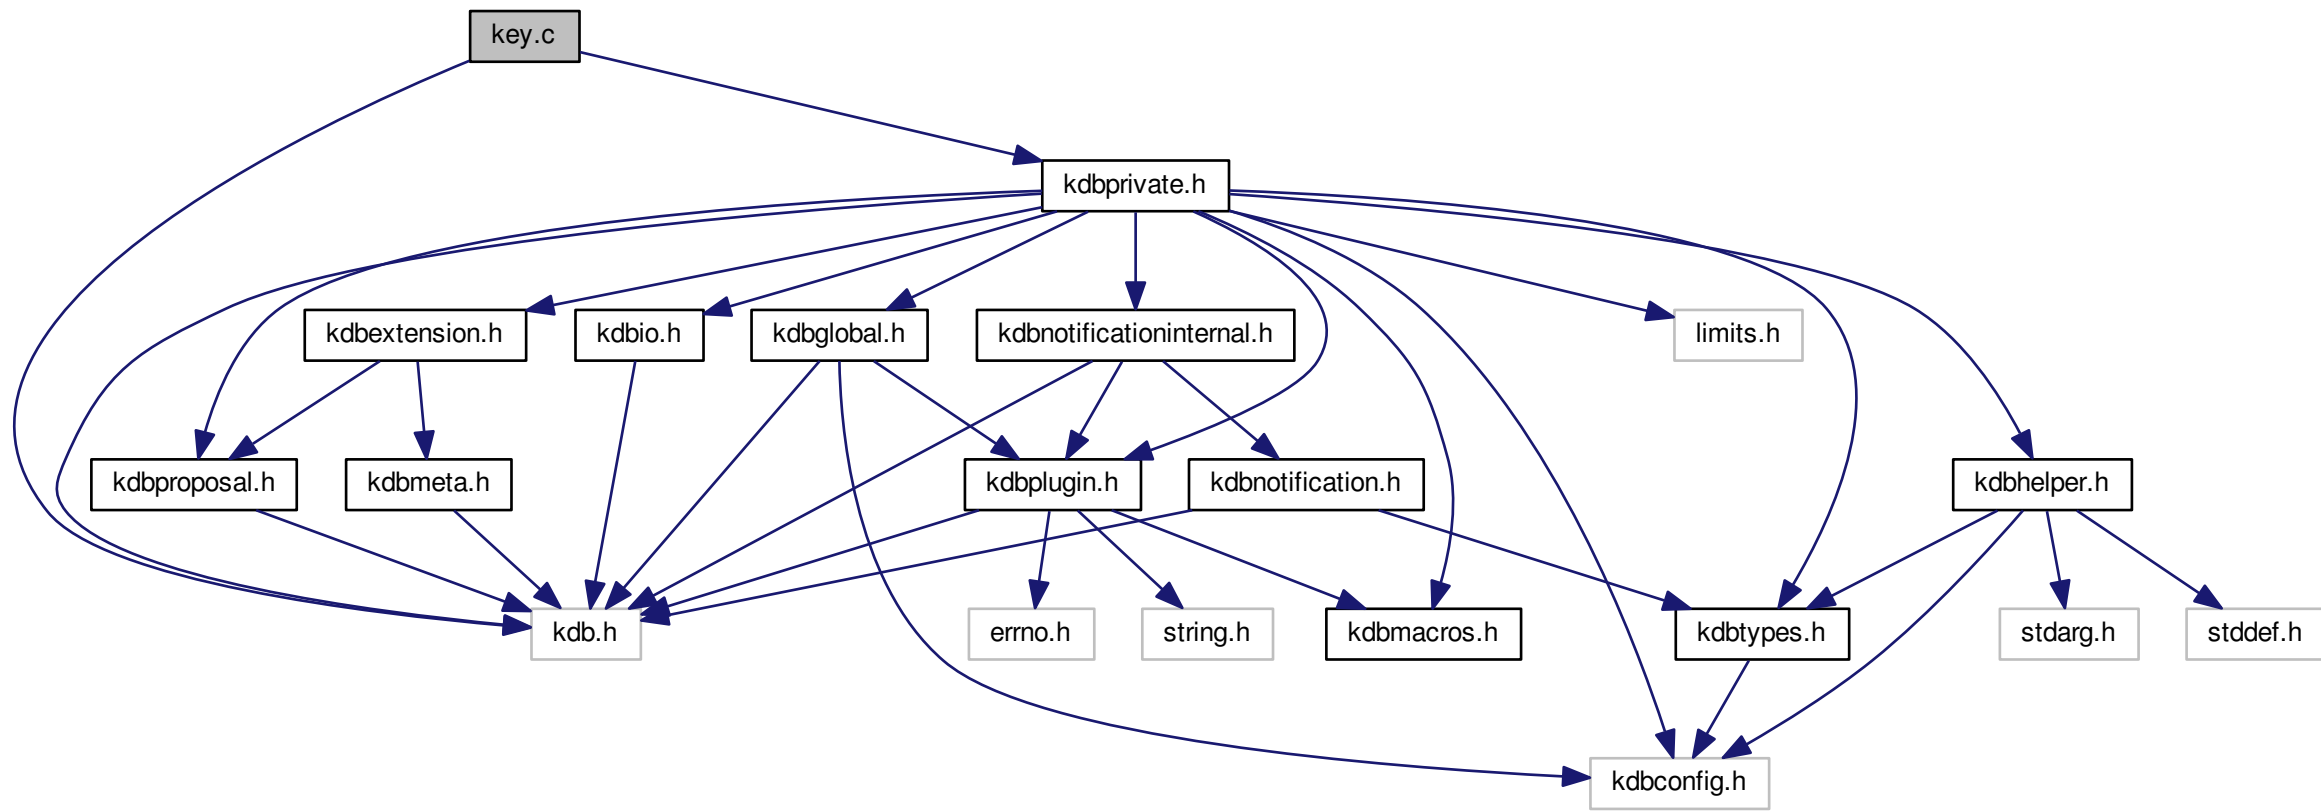 key.c
kdbprivate.h
kdbextension.h
kdbio.h
kdbglobal.h
kdbnotificationinternal.h
limits.h
kdbproposal.h
kdbmeta.h
kdbplugin.h
kdbnotification.h
kdbhelper.h
kdb.h
errno.h
string.h
kdbmacros.h
kdbtypes.h
stdarg.h
stddef.h
kdbconfig.h